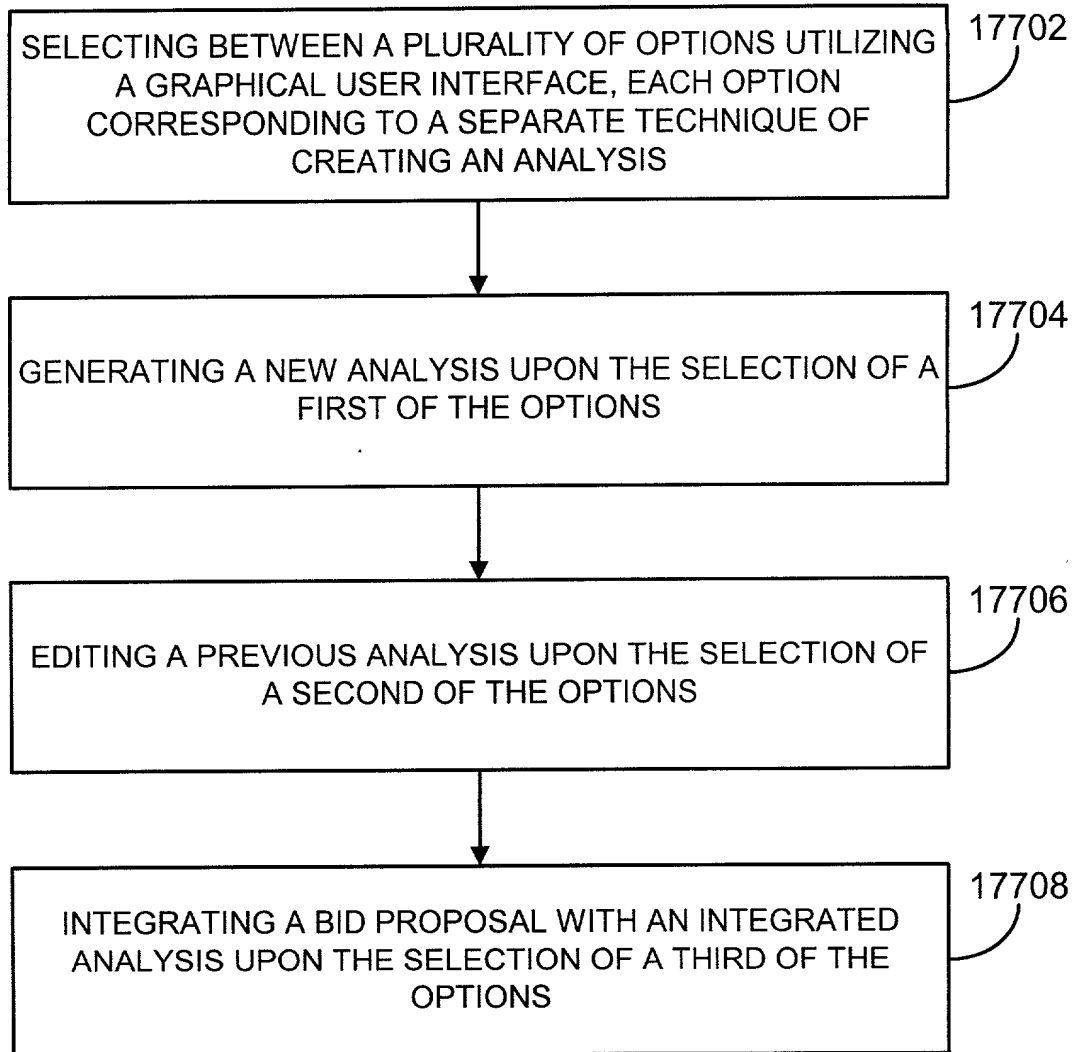 17702
SELECTING BETWEEN A PLURALITY OF OPTIONS UTILIZING
A GRAPHICAL USER INTERFACE, EACH OPTION
CORRESPONDING TO A SEPARATE TECHNIQUE OF
CREATING AN ANALYSIS
17704
GENERATING A NEW ANALYSIS UPON THE SELECTION OF A
FIRST OF THE OPTIONS
17706
EDITING A PREVIOUS ANALYSIS UPON THE SELECTION OF
A SECOND OF THE OPTIONS
17708
INTEGRATING A BID PROPOSAL WITH AN INTEGRATED
ANALYSIS UPON THE SELECTION OF A THIRD OF THE
OPTIONS